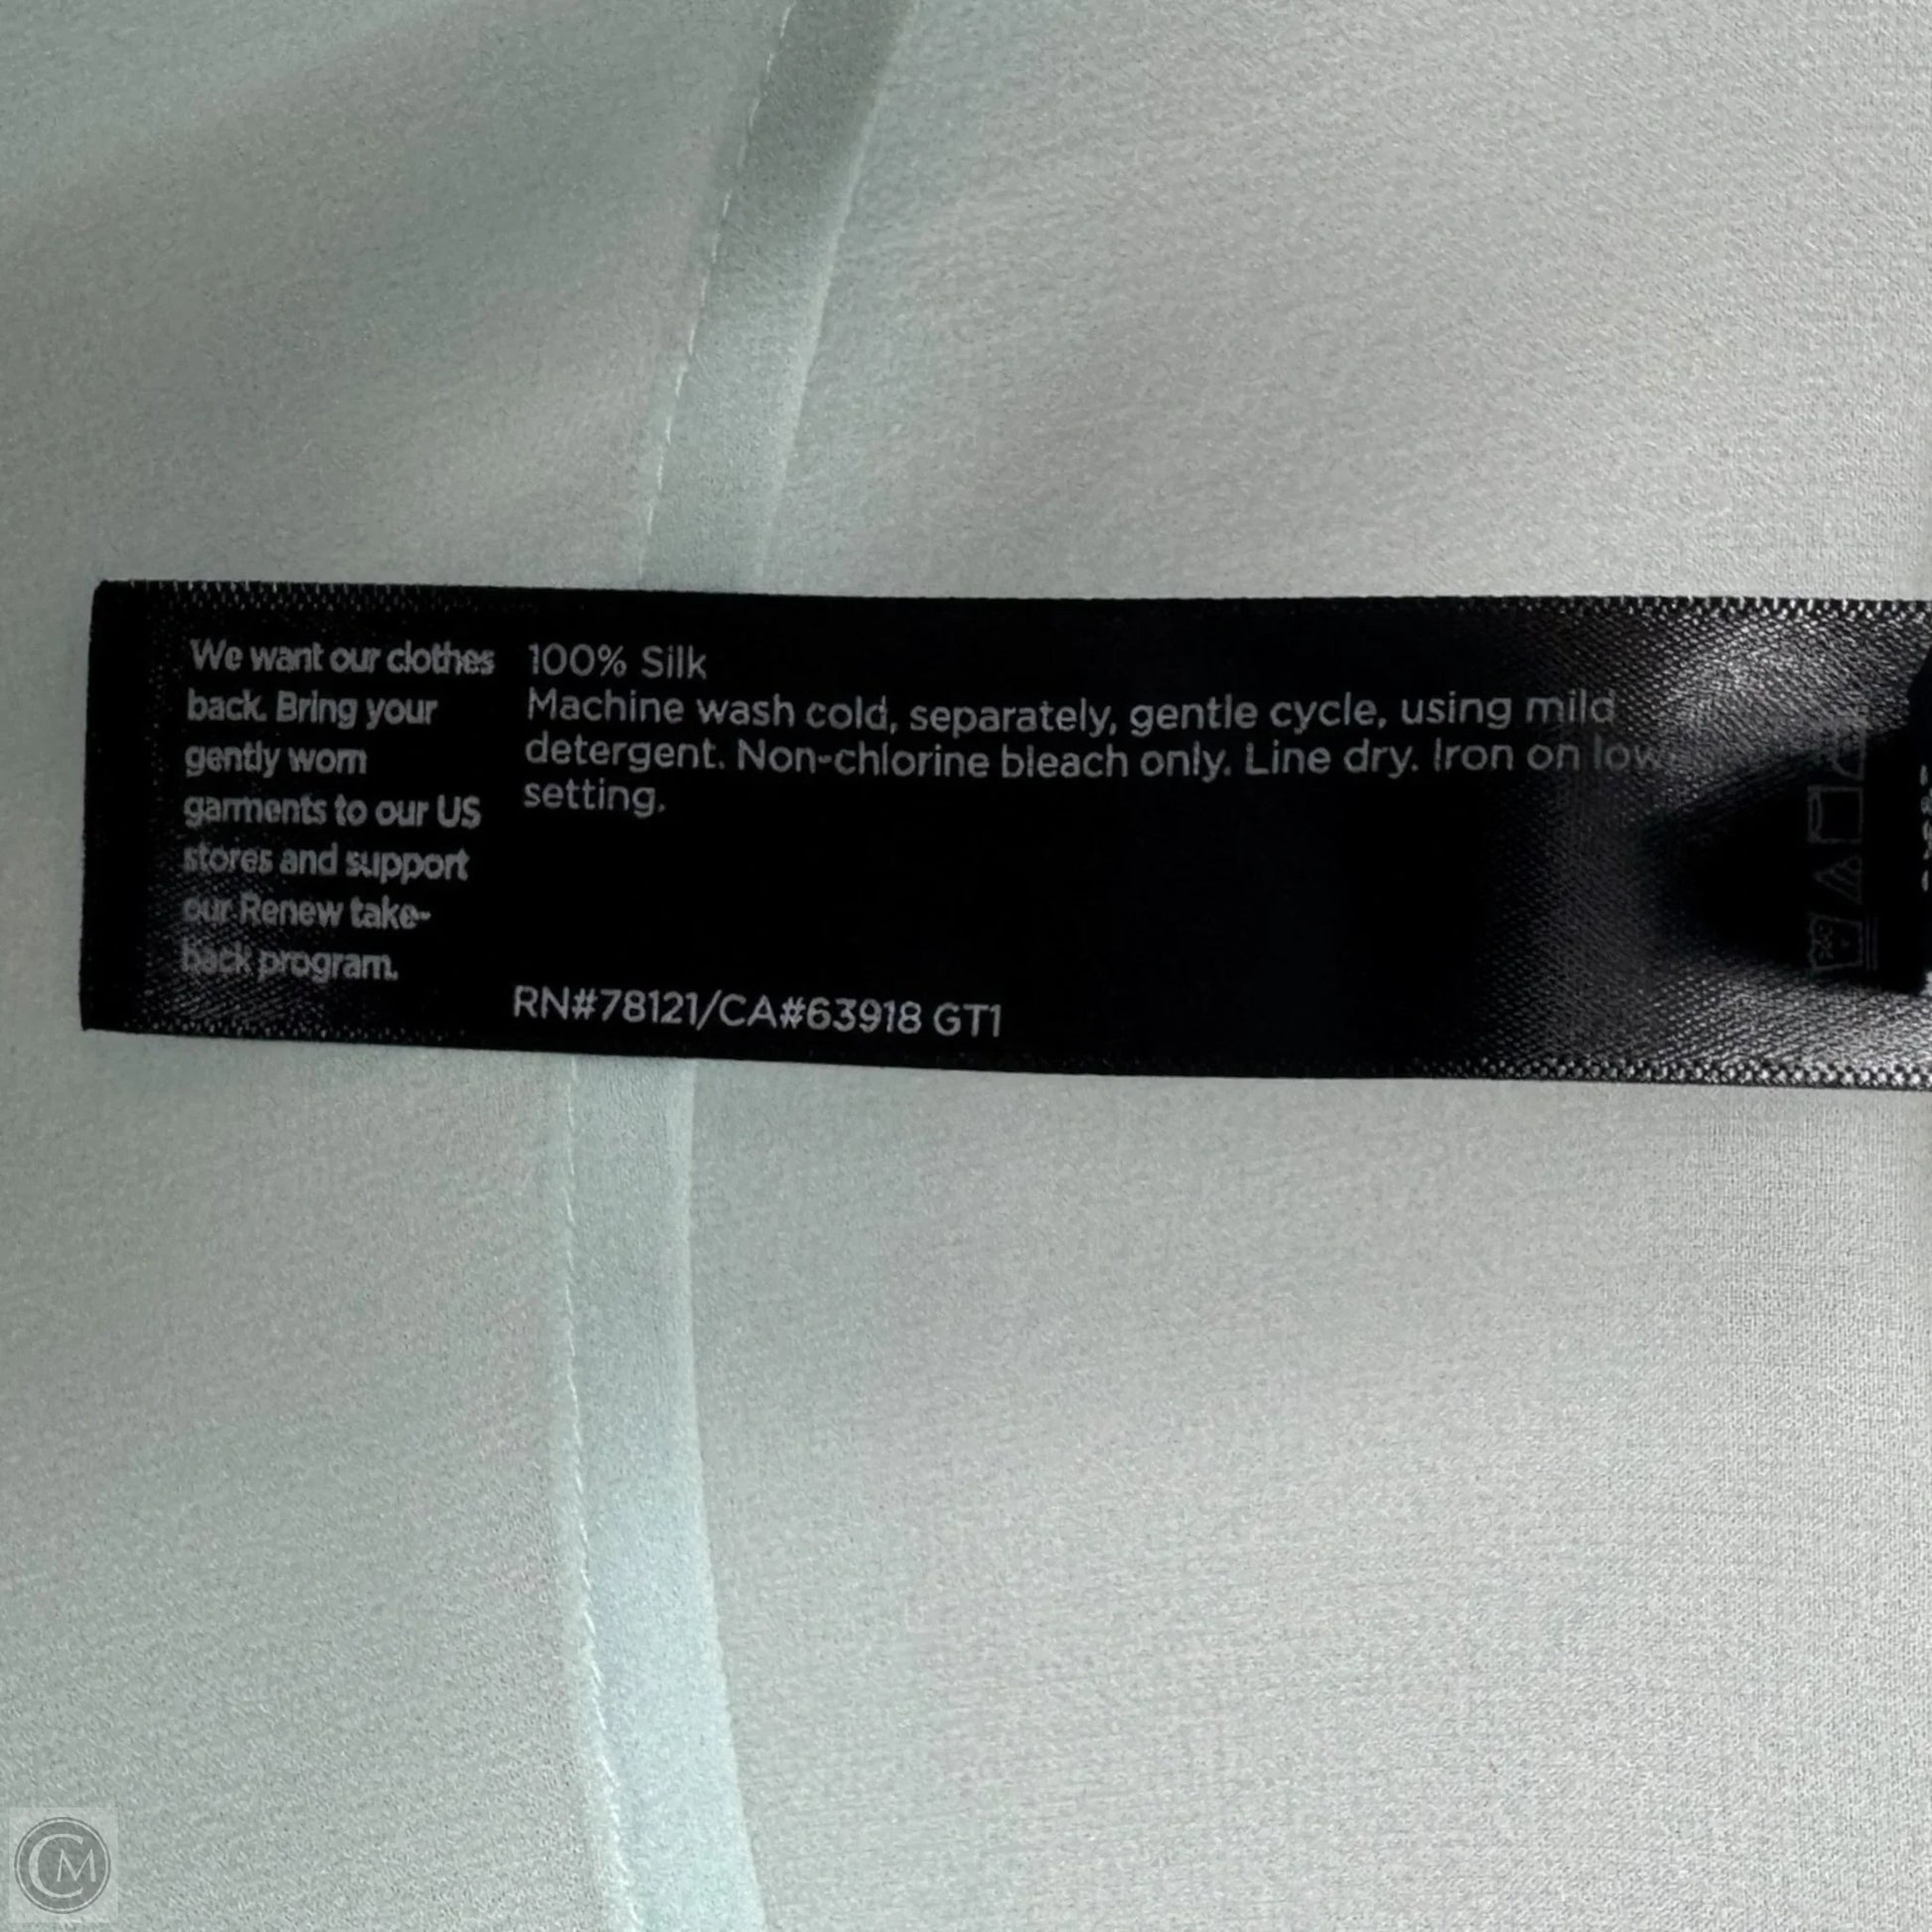 We want our clothes
back. Bring your
gently worn
garments to our US
stores and support
our Renew take-
back program.
100% Silk
Machine wash cold, separately, gentle cycle, using mild
detergent. Non-chlorine bleach only. Line dry. Iron on low
setting.
RN#78121/CA#63918 GT1
CM